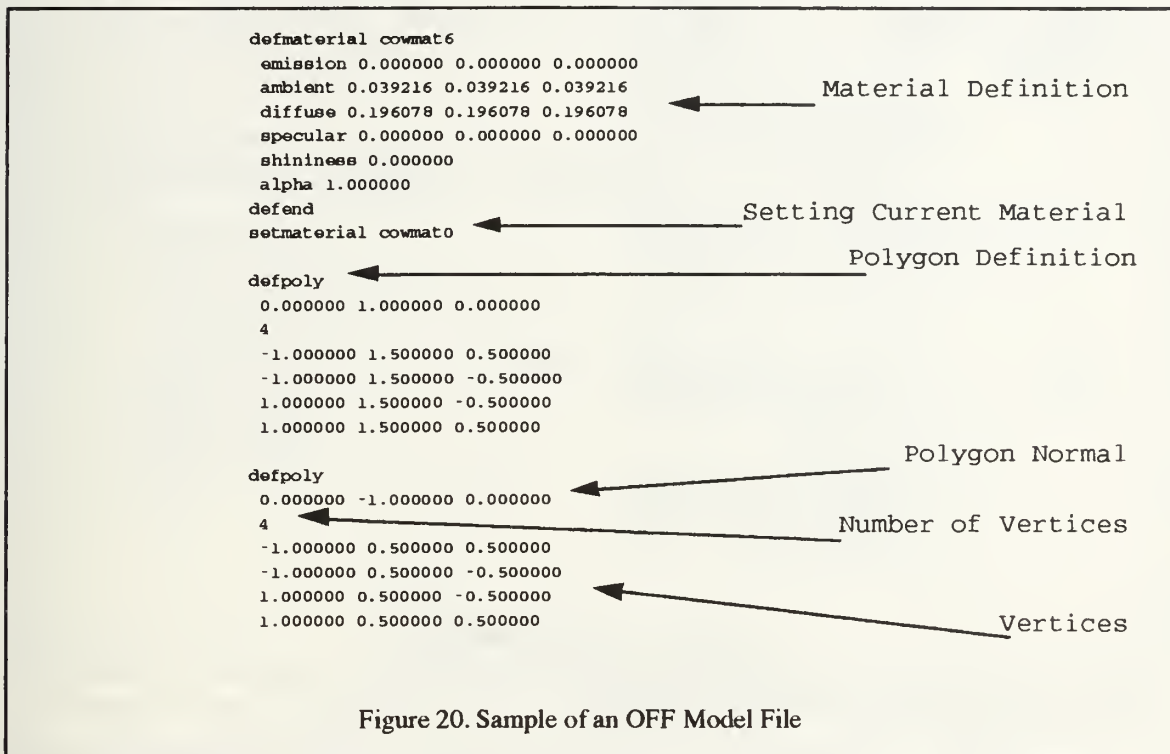 defmaterial cowmat6
emission 0.000000 0.000000 0.000000
ambient 0.039216 0.039216 0.039216
Material Definition
diffuse 0.196078 0.196078 0.196078
specular 0.000000 0.000000 0.000000
shininess 0.000000
alpha 1.000000
defend
Setting Current Material
setmaterial cowmat0
Polygon Definition
defpoly
0.000000 1.000000 0.000000
4
-1.000000 1.500000 0.500000
-1.000000 1.500000 -0.500000
1.000000 1.500000 -0.500000
1.000000 1.500000 0.500000
Polygon Normal
defpoly
0.000000 -1.000000 0.000000
4
Number of Vertices
-1.000000 0.500000 0.500000
-1.000000 0.500000 -0.500000
1.000000 0.500000 -0.500000
1.000000 0.500000 0.500000
Vertices
Figure 20. Sample of an OFF Model File